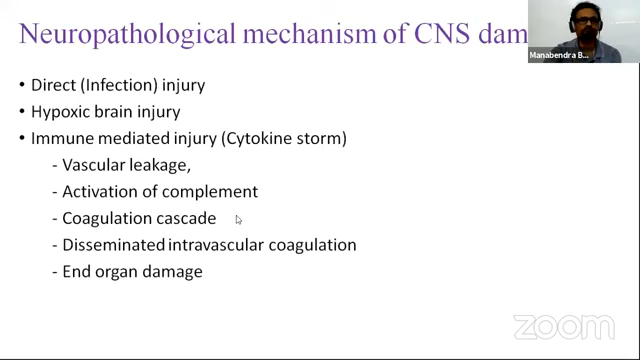 Neuropathological mechanism of CNS dam
Manabendra B...
• Direct (Infection) injury
• Hypoxic brain injury
• Immune mediated injury (Cytokine storm)
- Vascular leakage,
- Activation of complement
- Coagulation cascade
- Disseminated intravascular coagulation
- End organ damage
zoom